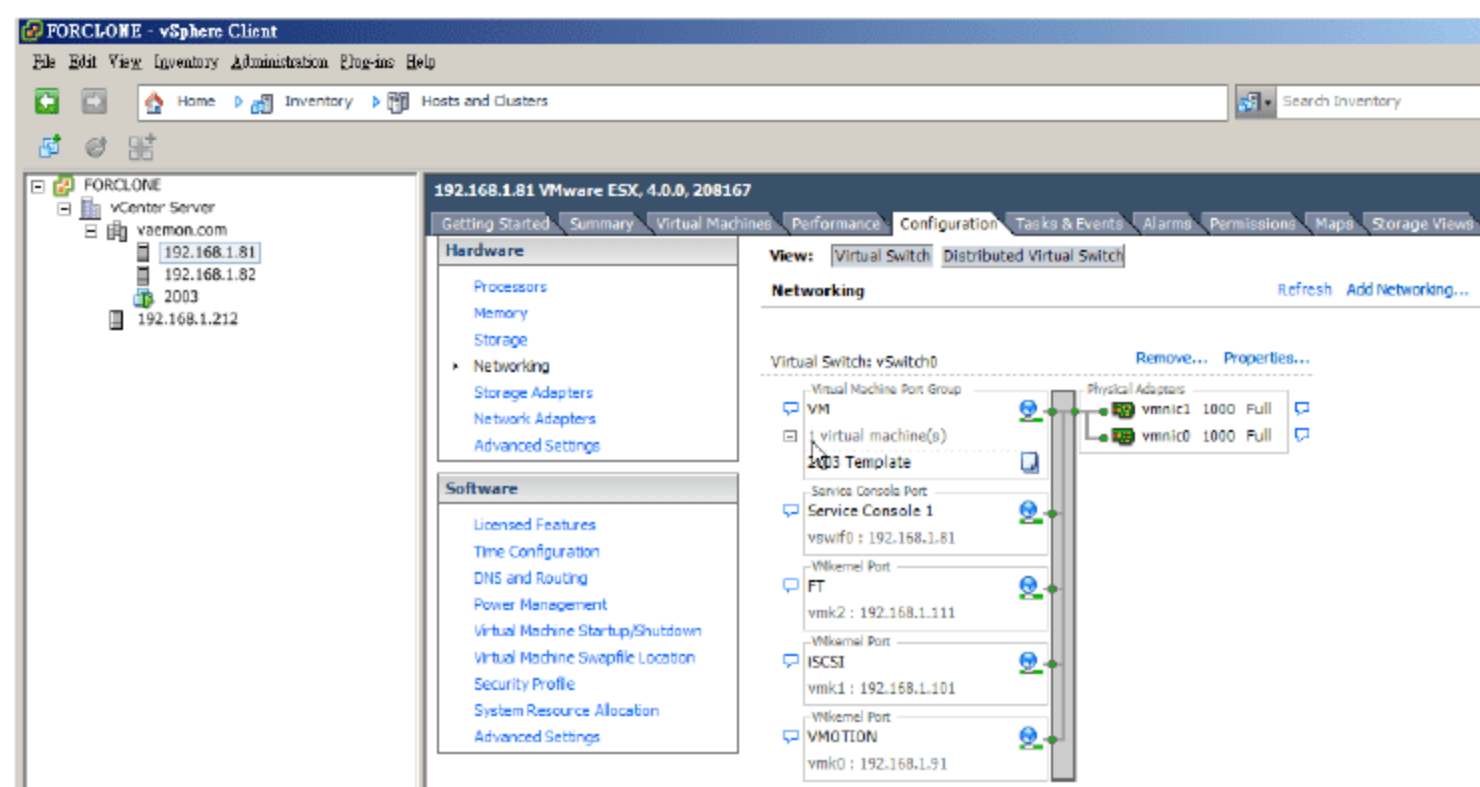 FORCLONE - vSphere Client
File Edit View Inventory Administration Plug-ins Help
Home Inventory Hosts and Clusters
Search Inventory
FORCLONE
vCenter Server
vaemon.com
192.168.1.81
192.168.1.82
2003
192.168.1.212
192.168.1.81 VMware ESX, 4.0.0, 208167
Getting Started Summary Virtual Machines Performance Configuration Tasks & Events Alarms Permissions Maps Storage Views
Hardware
Processors
Memory
Storage
Networking
Storage Adapters
Network Adapters
Advanced Settings
Software
Licensed Features
Time Configuration
DNS and Routing
Power Management
Virtual Machine Startup/Shutdown
Virtual Machine Swapfile Location
Security Profile
System Resource Allocation
Advanced Settings
View: Virtual Switch Distributed Virtual Switch
Networking
Refresh Add Networking...
Virtual Switch: vSwitch0
Remove... Properties...
Virtual Machine Port Group
VM
1 virtual machine(s)
2003 Template
Service Console Port
Service Console 1
vswif0 : 192.168.1.81
VMkernel Port
FT
vmk2 : 192.168.1.111
VMkernel Port
iSCSI
vmk1 : 192.168.1.101
VMkernel Port
VMOTION
vmk0 : 192.168.1.91
Physical Adapters
vmnic1 1000 Full
vmnic0 1000 Full